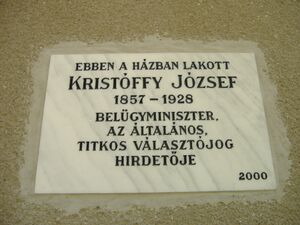 EBBEN A HÁZBAN LAKOTT
KRISTÓFFY JÓZSEF
1857 – 1928
BELÜGYMINISZTER,
AZ ÁLTALÁNOS,
TITKOS VÁLASZTÓJOG
HIRDETŐJE
2000